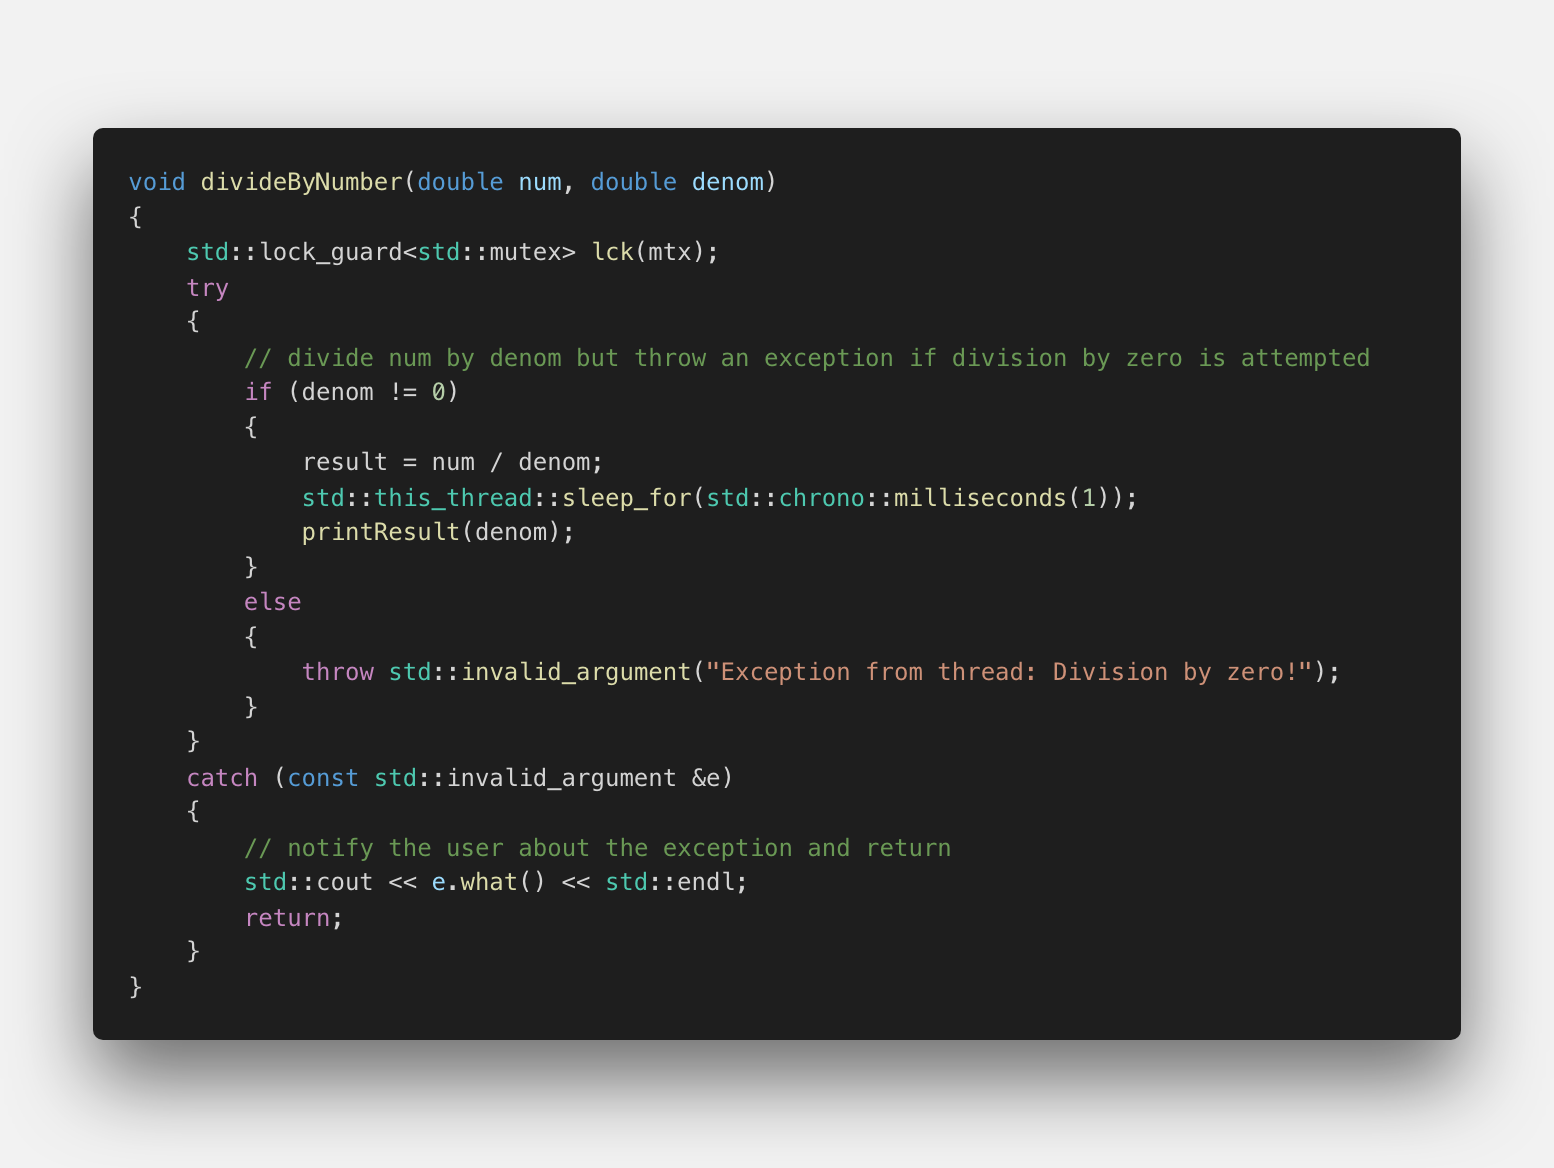 void divideByNumber(double num, double denom)
{
    std::lock_guard<std::mutex> lck(mtx);
    try
    {
        // divide num by denom but throw an exception if division by zero is attempted
        if (denom != 0)
        {
            result = num / denom;
            std::this_thread::sleep_for(std::chrono::milliseconds(1));
            printResult(denom);
        }
        else
        {
            throw std::invalid_argument("Exception from thread: Division by zero!");
        }
    }
    catch (const std::invalid_argument &e)
    {
        // notify the user about the exception and return
        std::cout << e.what() << std::endl;
        return;
    }
}